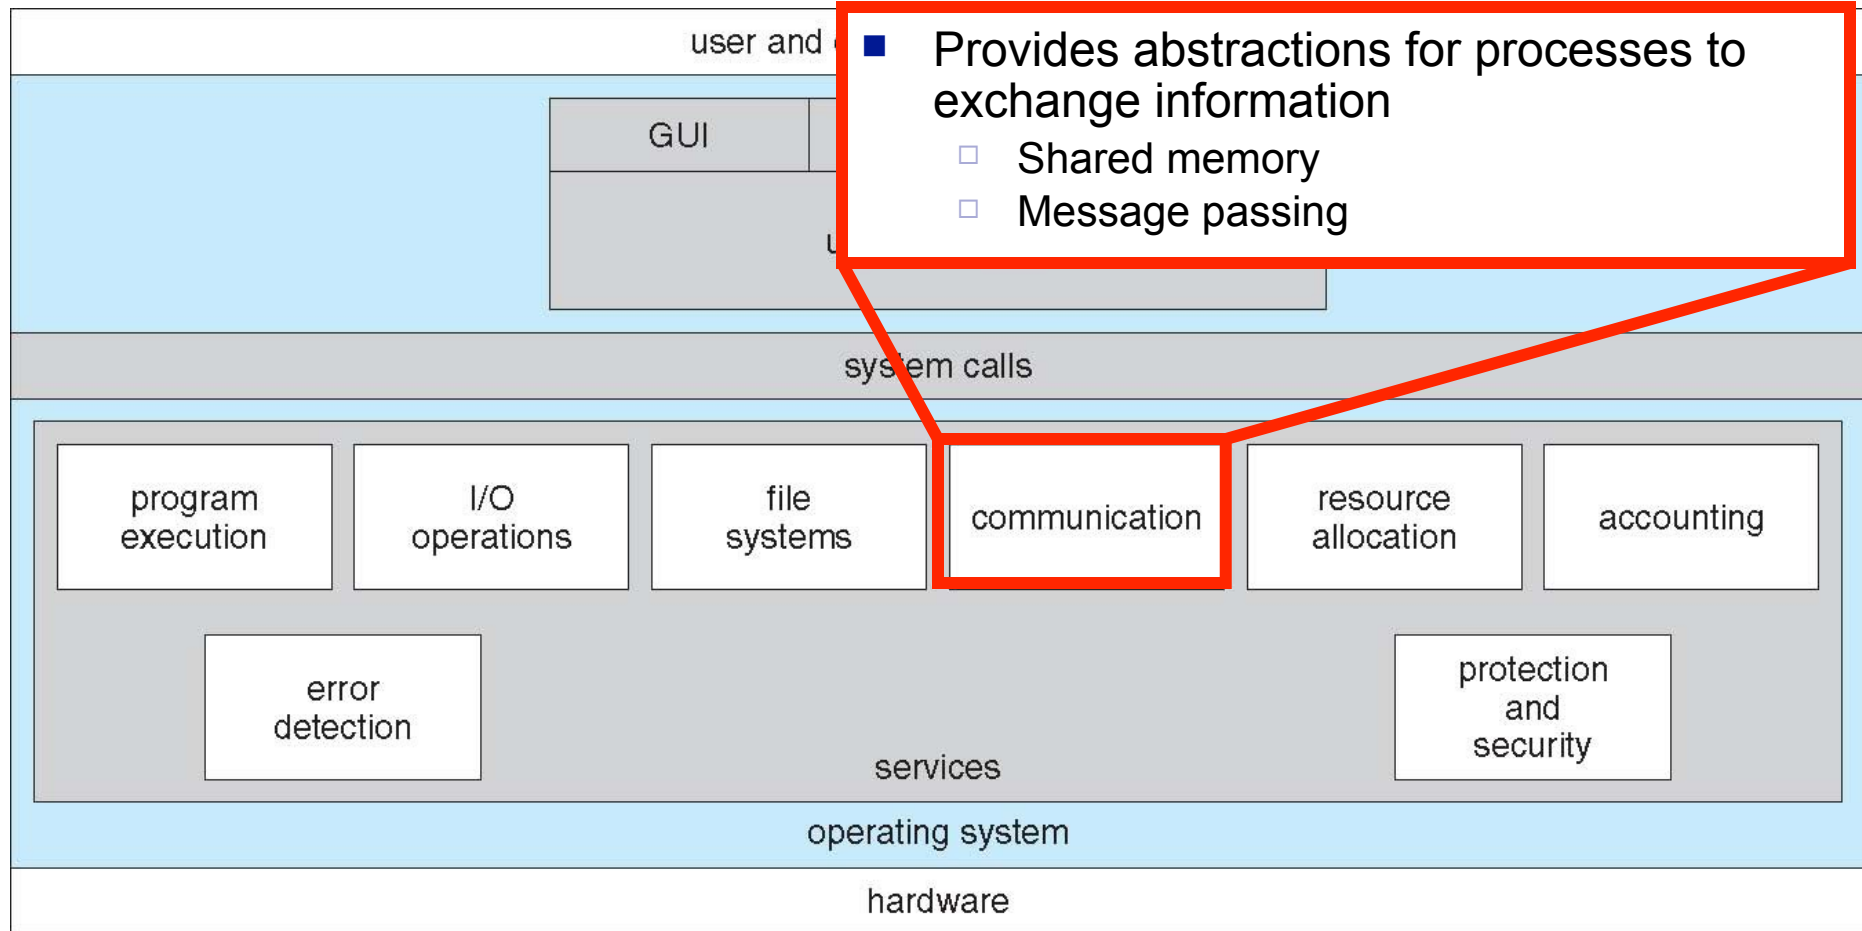 user and
Provides abstractions for processes to
exchange information
Shared memory
Message passing
GUI
system calls
program
execution
I/O
operations
file
systems
communication
resource
allocation
accounting
error
detection
protection
and
security
services
operating system
hardware